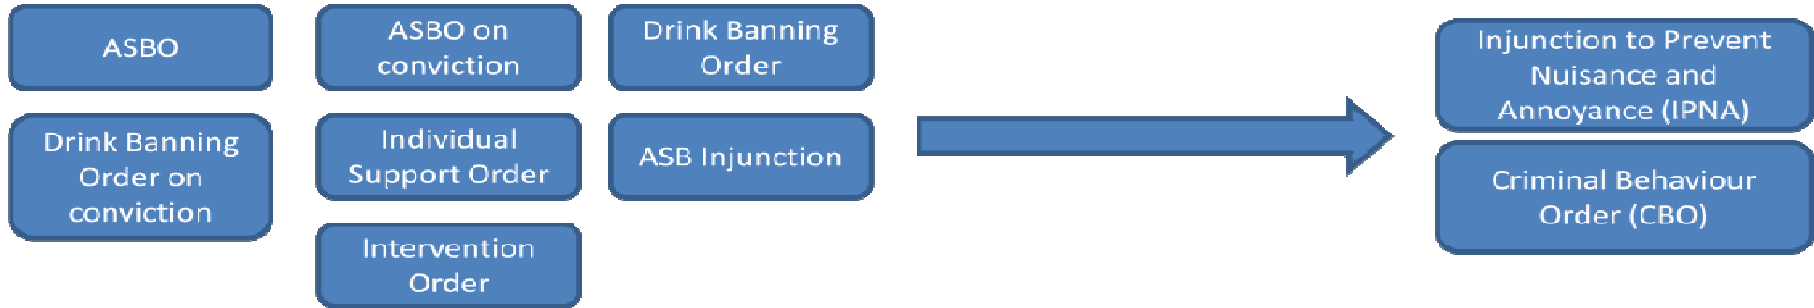 ASBO
ASBO on
conviction
Drink Banning
Order
Drink Banning
Order on
conviction
Individual
Support Order
ASB Injunction
Intervention
Order
Injunction to Prevent
Nuisance and
Annoyance (IPNA)
Criminal Behaviour
Order (CBO)